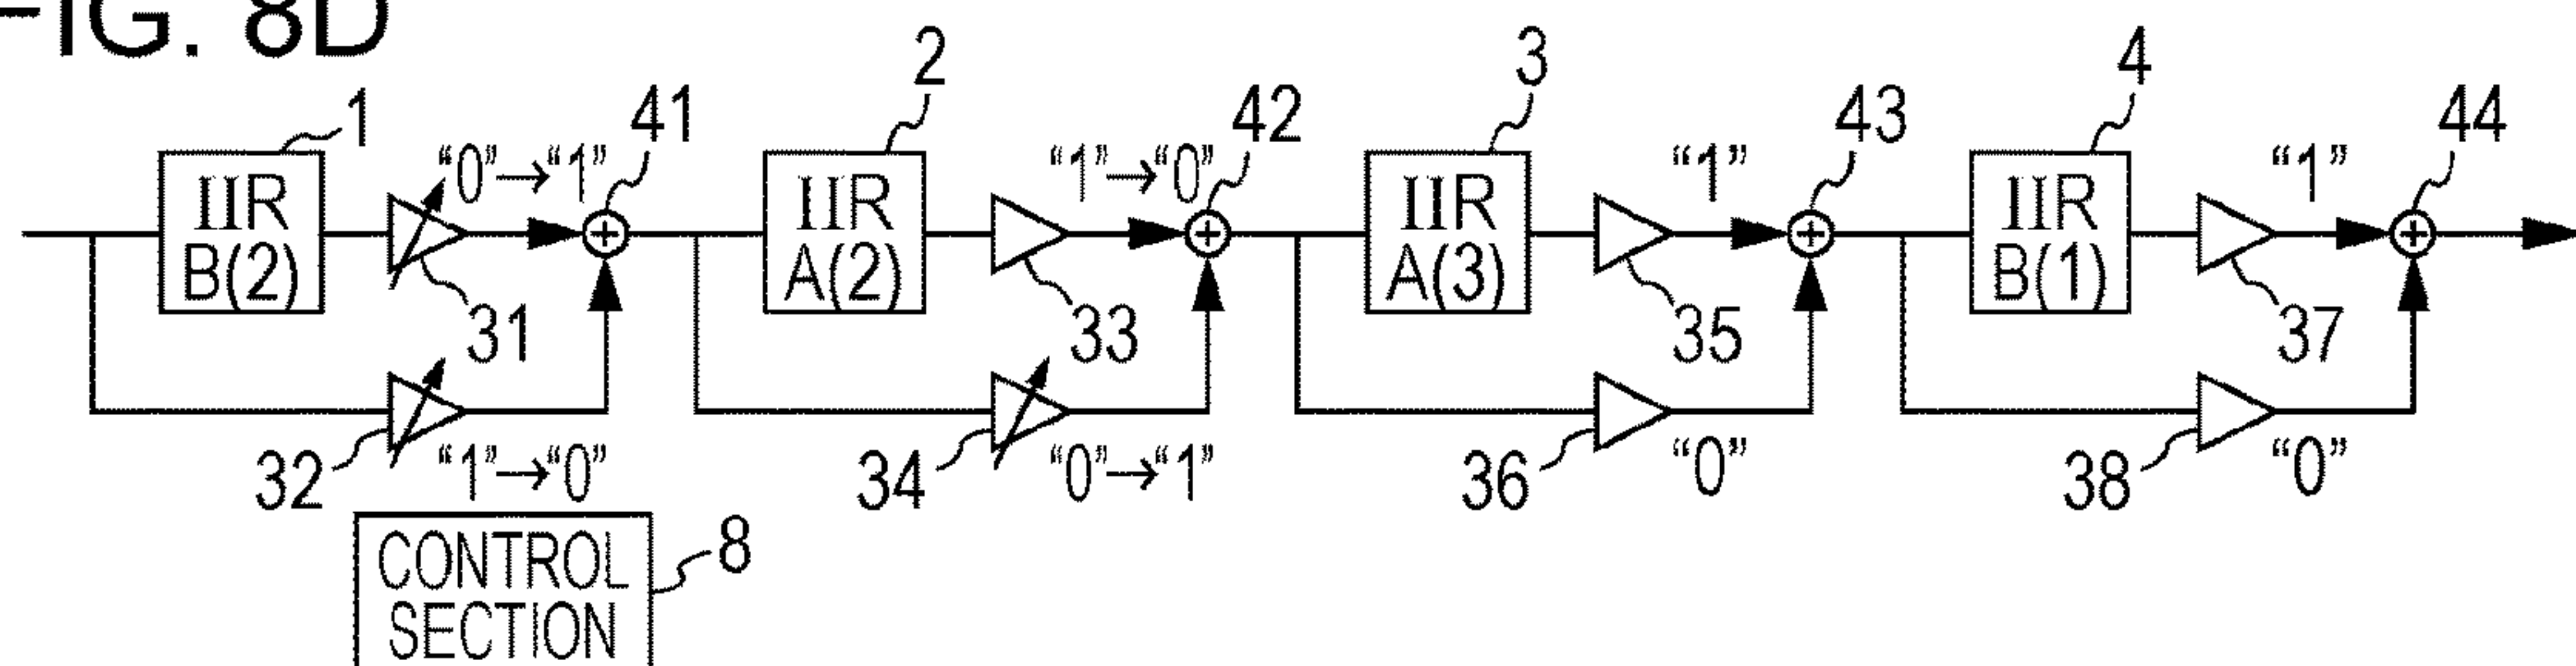 FIG. 8D
1 41 2 42 3 43 4 44
“0”→“1” “1”→“0” “1” “1”
IIR B(2)
IIR A(2)
IIR A(3)
IIR B(1)
31 33 35 37
32 “1”→“0” 34 “0”→“1” 36 “0” 38 “0”
CONTROL
SECTION
8